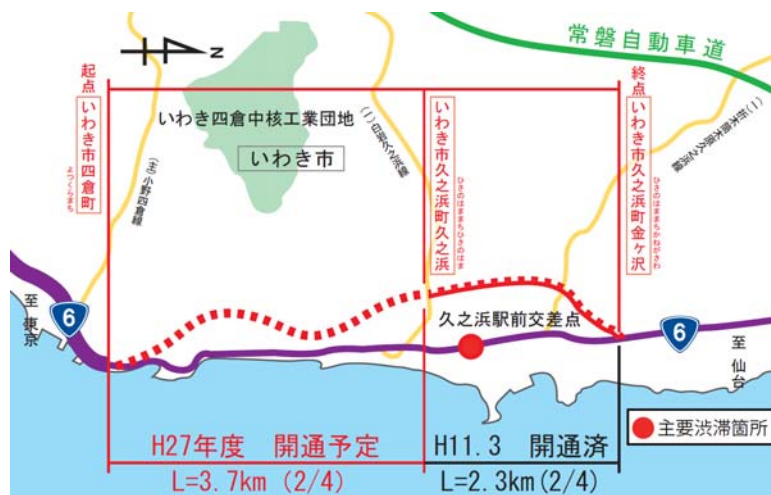 常磐自動車道
N
起点
いわき市四倉町
よつくらまち
いわき四倉中核工業団地
いわき市
(主)小野四倉線
(一)白岩久之浜線
いわき市久之浜町久之浜
ひさのはままちひさのはま
終点
いわき市久之浜町金ヶ沢
ひさのはままちかねがさわ
至 東京
6
久之浜駅前交差点
6
至 仙台
主要渋滞箇所
H27年度 開通予定
L=3.7km (2/4)
H11.3 開通済
L=2.3km(2/4)